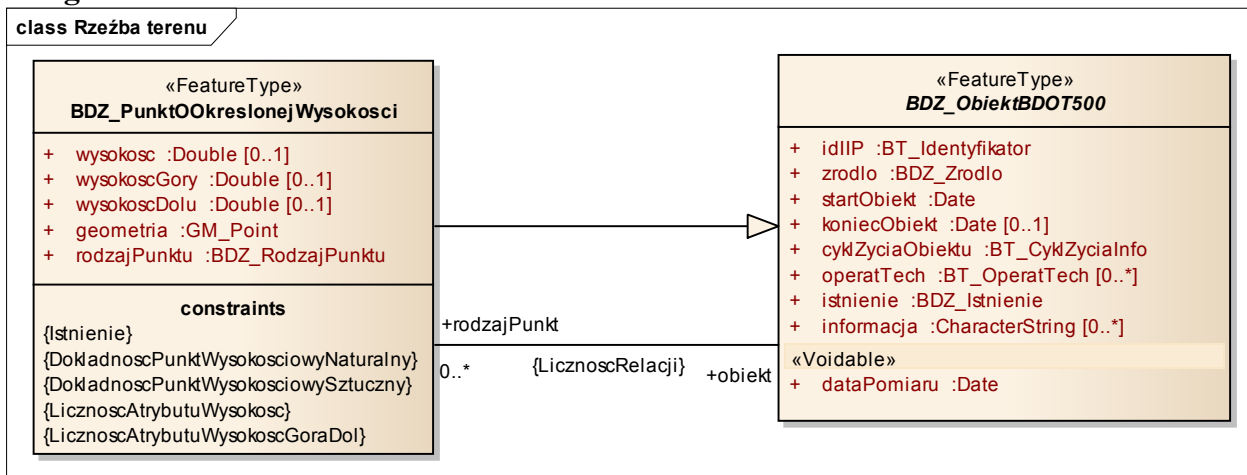 class Rzeźba terenu
«FeatureType»
BDZ_PunktOOkreslonejWysokosci
+ wysokosc :Double [0..1]
+ wysokoscGory :Double [0..1]
+ wysokoscDolu :Double [0..1]
+ geometria :GM_Point
+ rodzajPunktu :BDZ_RodzajPunktu
constraints
{Istnienie}
{DokladnoscPunktWysokosciowyNaturalny}
{DokladnoscPunktWysokosciowySztuczny}
{LicznoscAtrybutuWysokosc}
{LicznoscAtrybutuWysokoscGoraDol}
+rodzajPunkt
0..*
{LicznoscRelacji}
+obiekt
«FeatureType»
BDZ_ObiektBDOT500
+ idIIP :BT_Identyfikator
+ zrodlo :BDZ_Zrodlo
+ startObiekt :Date
+ koniecObiekt :Date [0..1]
+ cyklZyciaObiektu :BT_CyklZyciaInfo
+ operatTech :BT_OperatTech [0..*]
+ istnienie :BDZ_Istnienie
+ informacja :CharacterString [0..*]
«Voidable»
+ dataPomiaru :Date